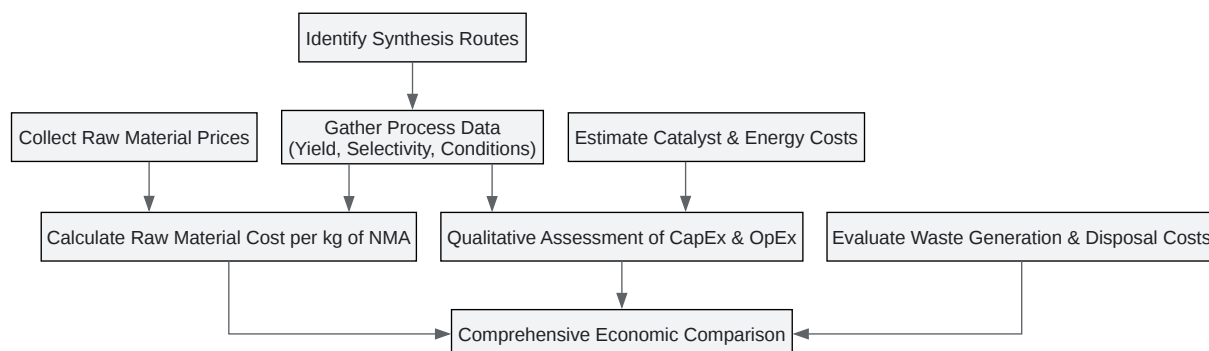 Identify Synthesis Routes
Collect Raw Material Prices
Gather Process Data
(Yield, Selectivity, Conditions)
Estimate Catalyst & Energy Costs
Calculate Raw Material Cost per kg of NMA
Qualitative Assessment of CapEx & OpEx
Evaluate Waste Generation & Disposal Costs
Comprehensive Economic Comparison